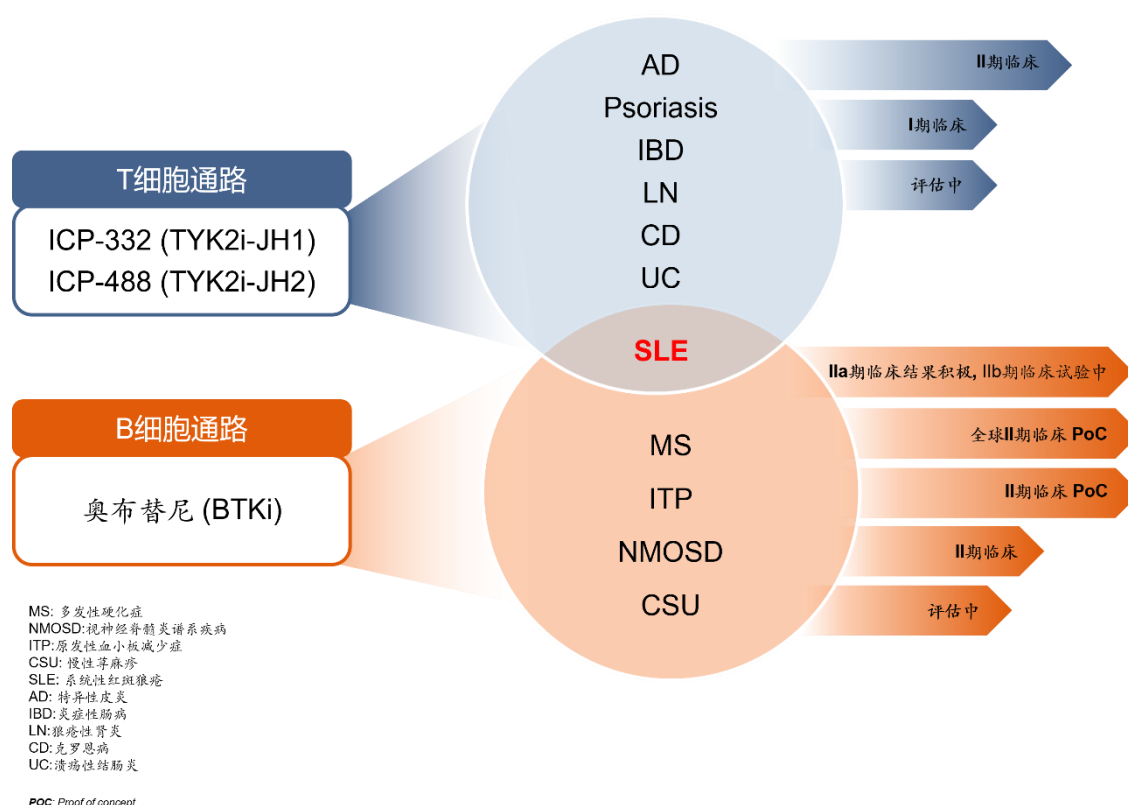 T细胞通路
ICP-332 (TYK2i-JH1)
ICP-488 (TYK2i-JH2)
AD
Psoriasis
IBD
LN
CD
UC
SLE
II期临床
I期临床
评估中
B细胞通路
奥布替尼 (BTKi)
MS
ITP
NMOSD
CSU
IIa期临床结果积极, IIb期临床试验中
全球II期临床 PoC
II期临床 PoC
II期临床
评估中
MS: 多发性硬化症
NMOSD:视神经脊髓炎谱系疾病
ITP:原发性血小板减少症
CSU: 慢性荨麻疹
SLE: 系统性红斑狼疮
AD: 特异性皮炎
IBD:炎症性肠病
LN:狼疮性肾炎
CD:克罗恩病
UC:溃疡性结肠炎
POC: Proof of concept